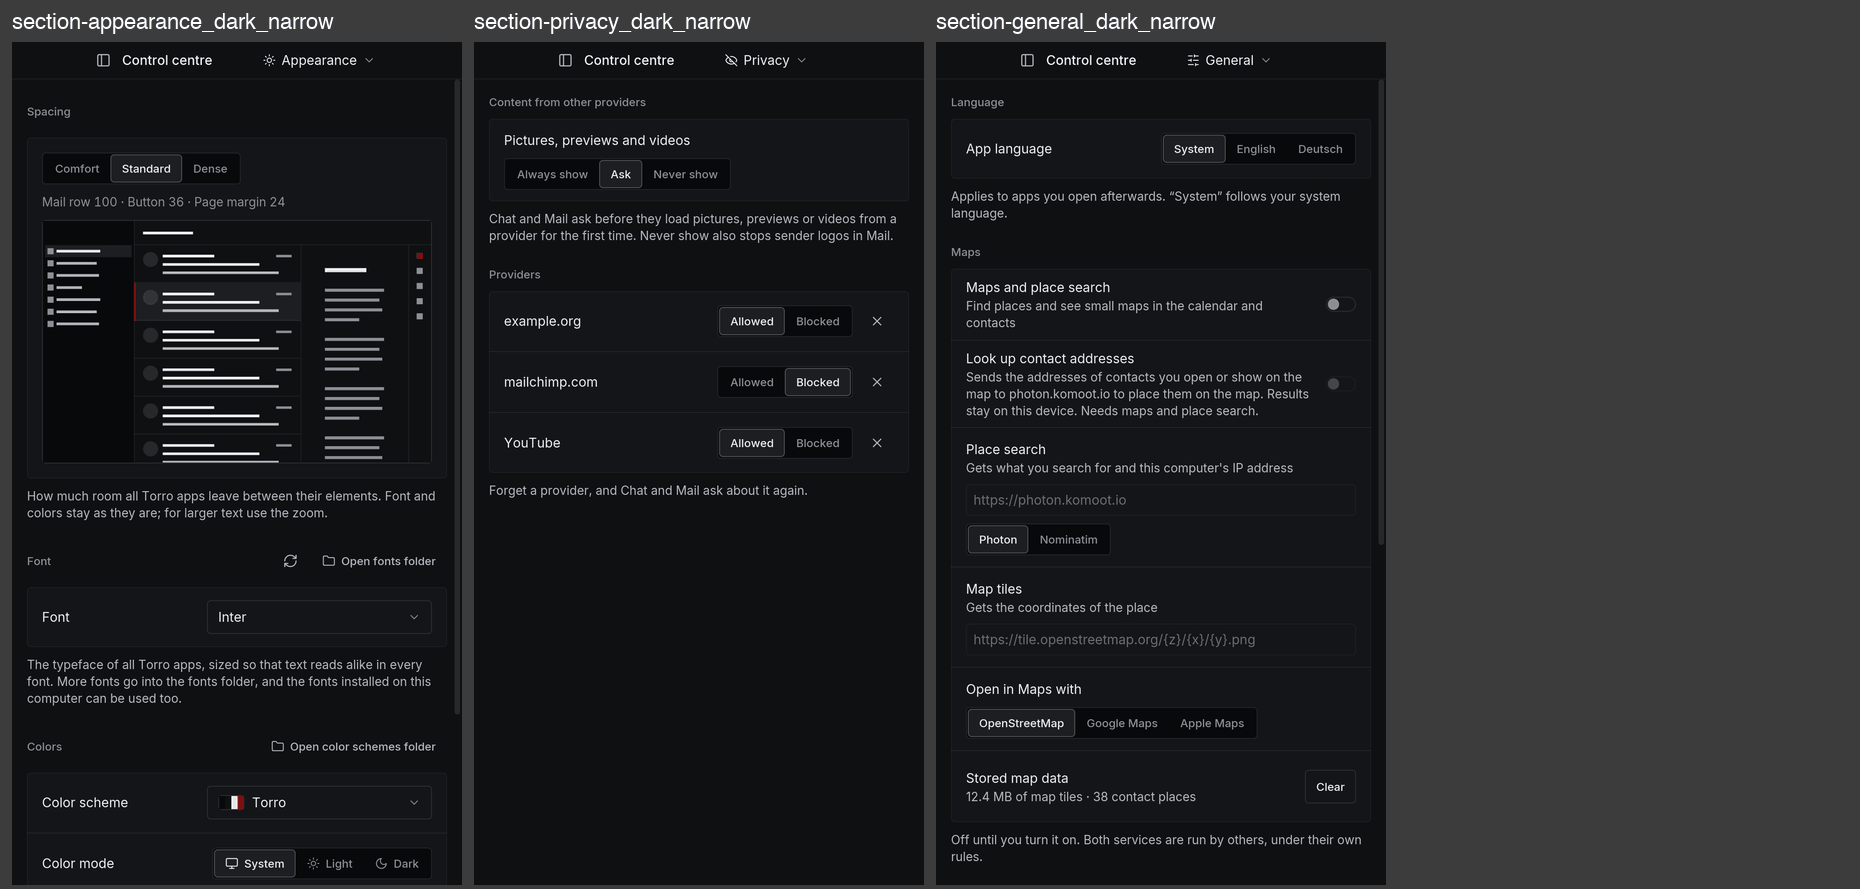 section-appearance_dark_narrow
Control centre
Appearance
Spacing
Comfort
Standard
Dense
Mail row 100 · Button 36 · Page margin 24
How much room all Torro apps leave between their elements. Font and
colors stay as they are; for larger text use the zoom.
Font
Open fonts folder
Font
Inter
The typeface of all Torro apps, sized so that text reads alike in every
font. More fonts go into the fonts folder, and the fonts installed on this
computer can be used too.
Colors
Open color schemes folder
Color scheme
Torro
Color mode
System
Light
Dark
section-privacy_dark_narrow
Control centre
Privacy
Content from other providers
Pictures, previews and videos
Always show
Ask
Never show
Chat and Mail ask before they load pictures, previews or videos from a
provider for the first time. Never show also stops sender logos in Mail.
Providers
example.org
Allowed
Blocked
mailchimp.com
Allowed
Blocked
YouTube
Allowed
Blocked
Forget a provider, and Chat and Mail ask about it again.
section-general_dark_narrow
Control centre
General
Language
App language
System
English
Deutsch
Applies to apps you open afterwards. “System” follows your system
language.
Maps
Maps and place search
Find places and see small maps in the calendar and
contacts
Look up contact addresses
Sends the addresses of contacts you open or show on the
map to photon.komoot.io to place them on the map. Results
stay on this device. Needs maps and place search.
Place search
Gets what you search for and this computer's IP address
https://photon.komoot.io
Photon
Nominatim
Map tiles
Gets the coordinates of the place
https://tile.openstreetmap.org/{z}/{x}/{y}.png
Open in Maps with
OpenStreetMap
Google Maps
Apple Maps
Stored map data
12.4 MB of map tiles · 38 contact places
Clear
Off until you turn it on. Both services are run by others, under their own
rules.